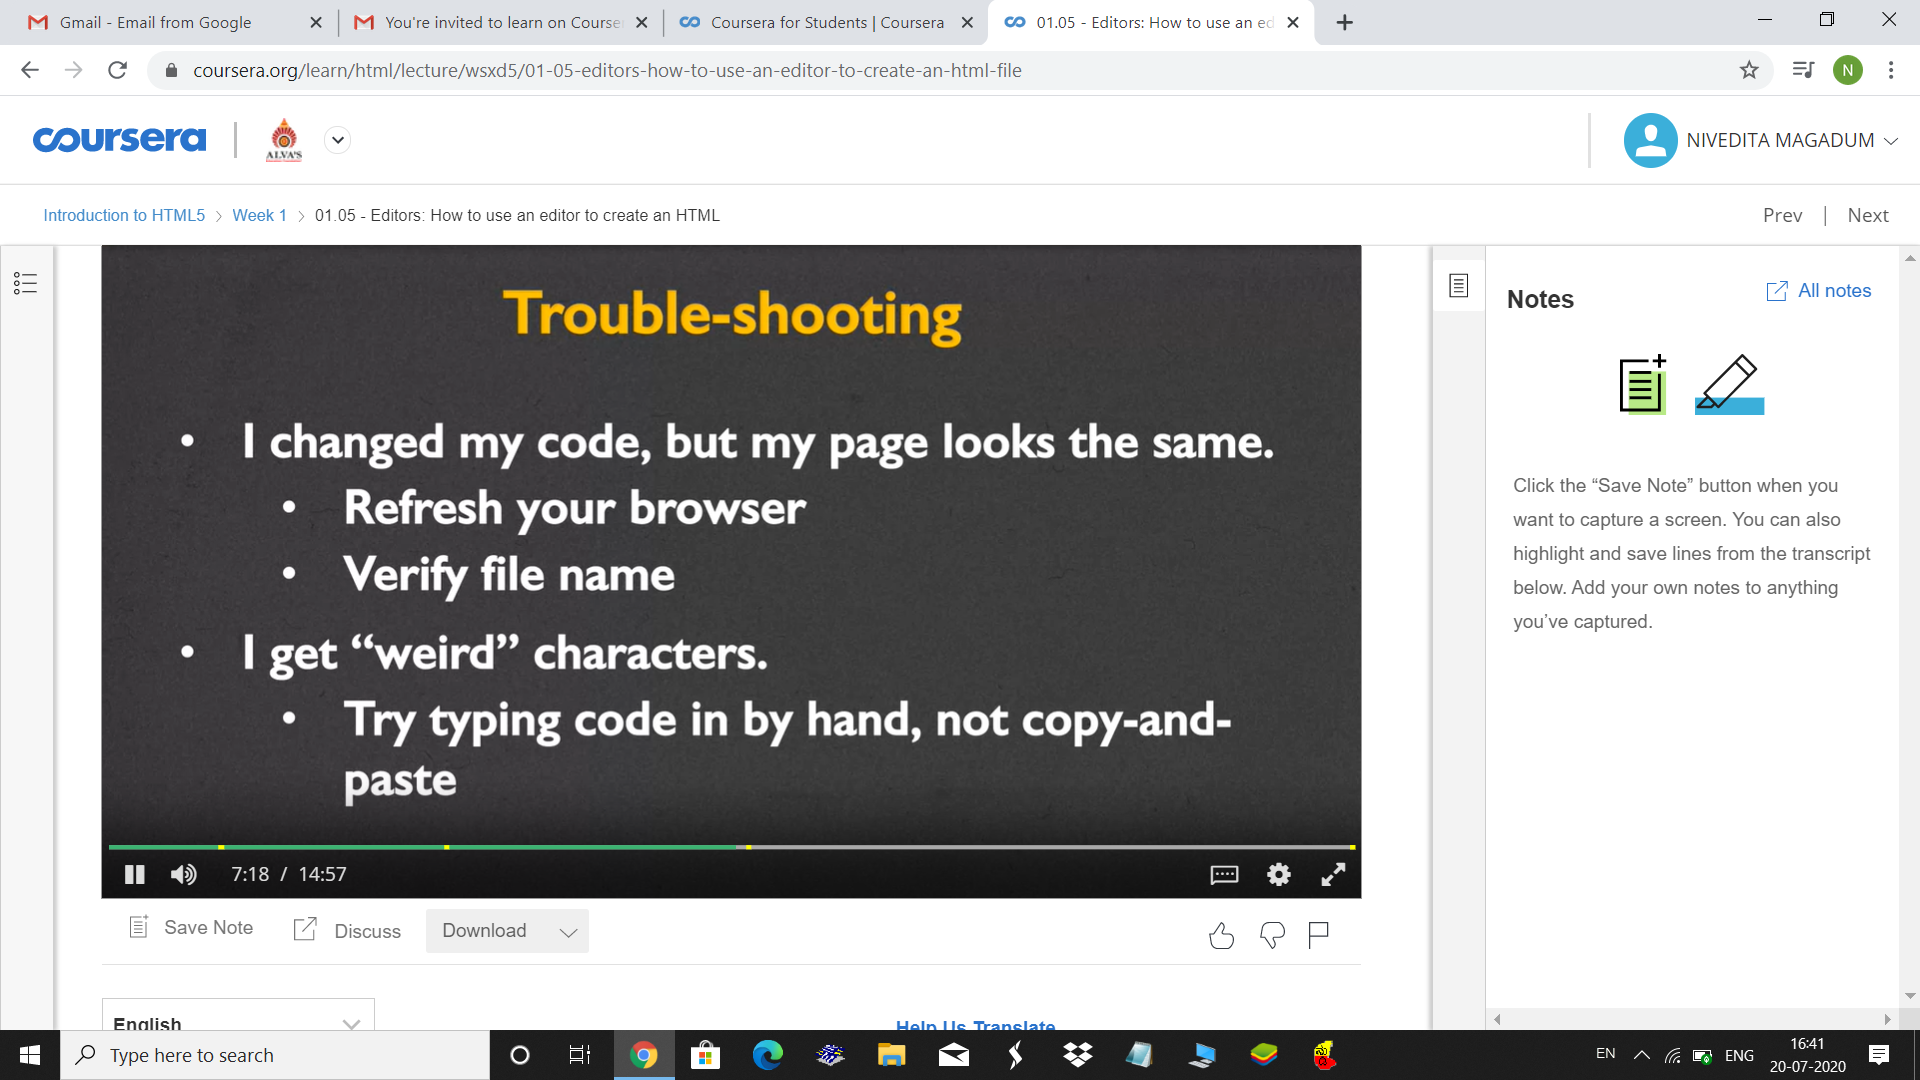 Gmail - Email from Google
You're invited to learn on Course
Coursera for Students | Coursera
01.05 - Editors: How to use an ed
coursera.org/learn/html/lecture/wsxd5/01-05-editors-how-to-use-an-editor-to-create-an-html-file
N
coursera
ALVA'S
NIVEDITA MAGADUM
Introduction to HTML5 > Week 1 > 01.05 - Editors: How to use an editor to create an HTML
Prev | Next
Trouble-shooting
• I changed my code, but my page looks the same.
• Refresh your browser
• Verify file name
• I get “weird” characters.
• Try typing code in by hand, not copy-and-
paste
7:18 / 14:57
Save Note
Discuss
Download
English
Help Us Translate
Notes
All notes
Click the “Save Note” button when you
want to capture a screen. You can also
highlight and save lines from the transcript
below. Add your own notes to anything
you’ve captured.
Type here to search
EN
ENG
16:41
20-07-2020